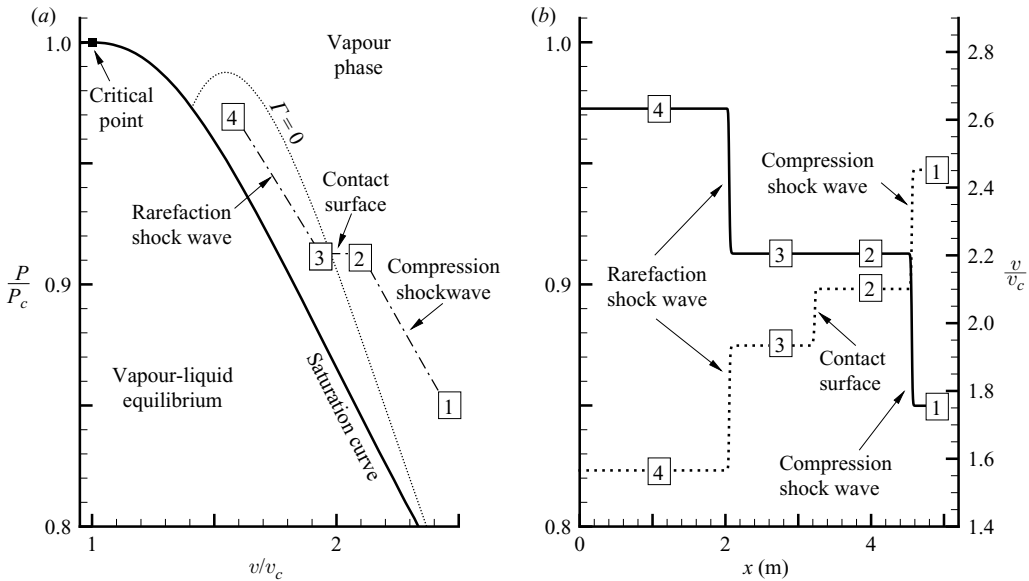 (a)
1.0
0.9
0.8
P
P_c
1
2
v/v_c
Critical
point
Vapour
phase
Γ = 0
4
Rarefaction
shock wave
Contact
surface
3
2
Compression
shockwave
1
Vapour-liquid
equilibrium
Saturation curve
(b)
1.0
0.9
0.8
0
2
4
x (m)
2.8
2.6
2.4
2.2
2.0
1.8
1.6
1.4
v
v_c
4
Compression
shock wave
1
3
2
Rarefaction
shock wave
2
3
Contact
surface
1
4
Compression
shock wave